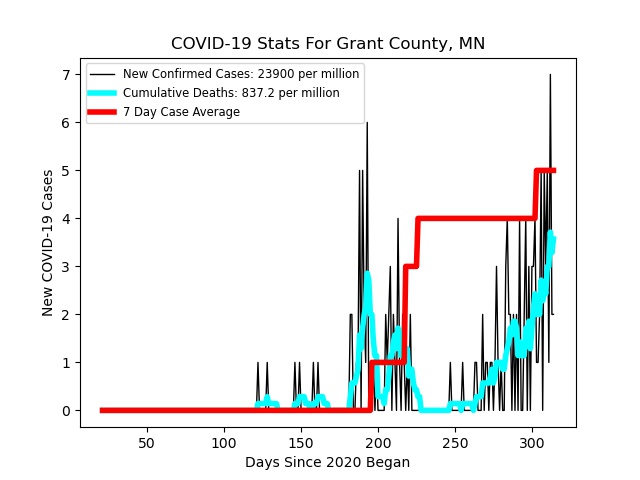 COVID-19 Stats For Grant County, MN
New Confirmed Cases: 23900 per million
Cumulative Deaths: 837.2 per million
7 Day Case Average
New COVID-19 Cases
7
6
5
4
3
2
1
0
50 100 150 200 250 300
Days Since 2020 Began